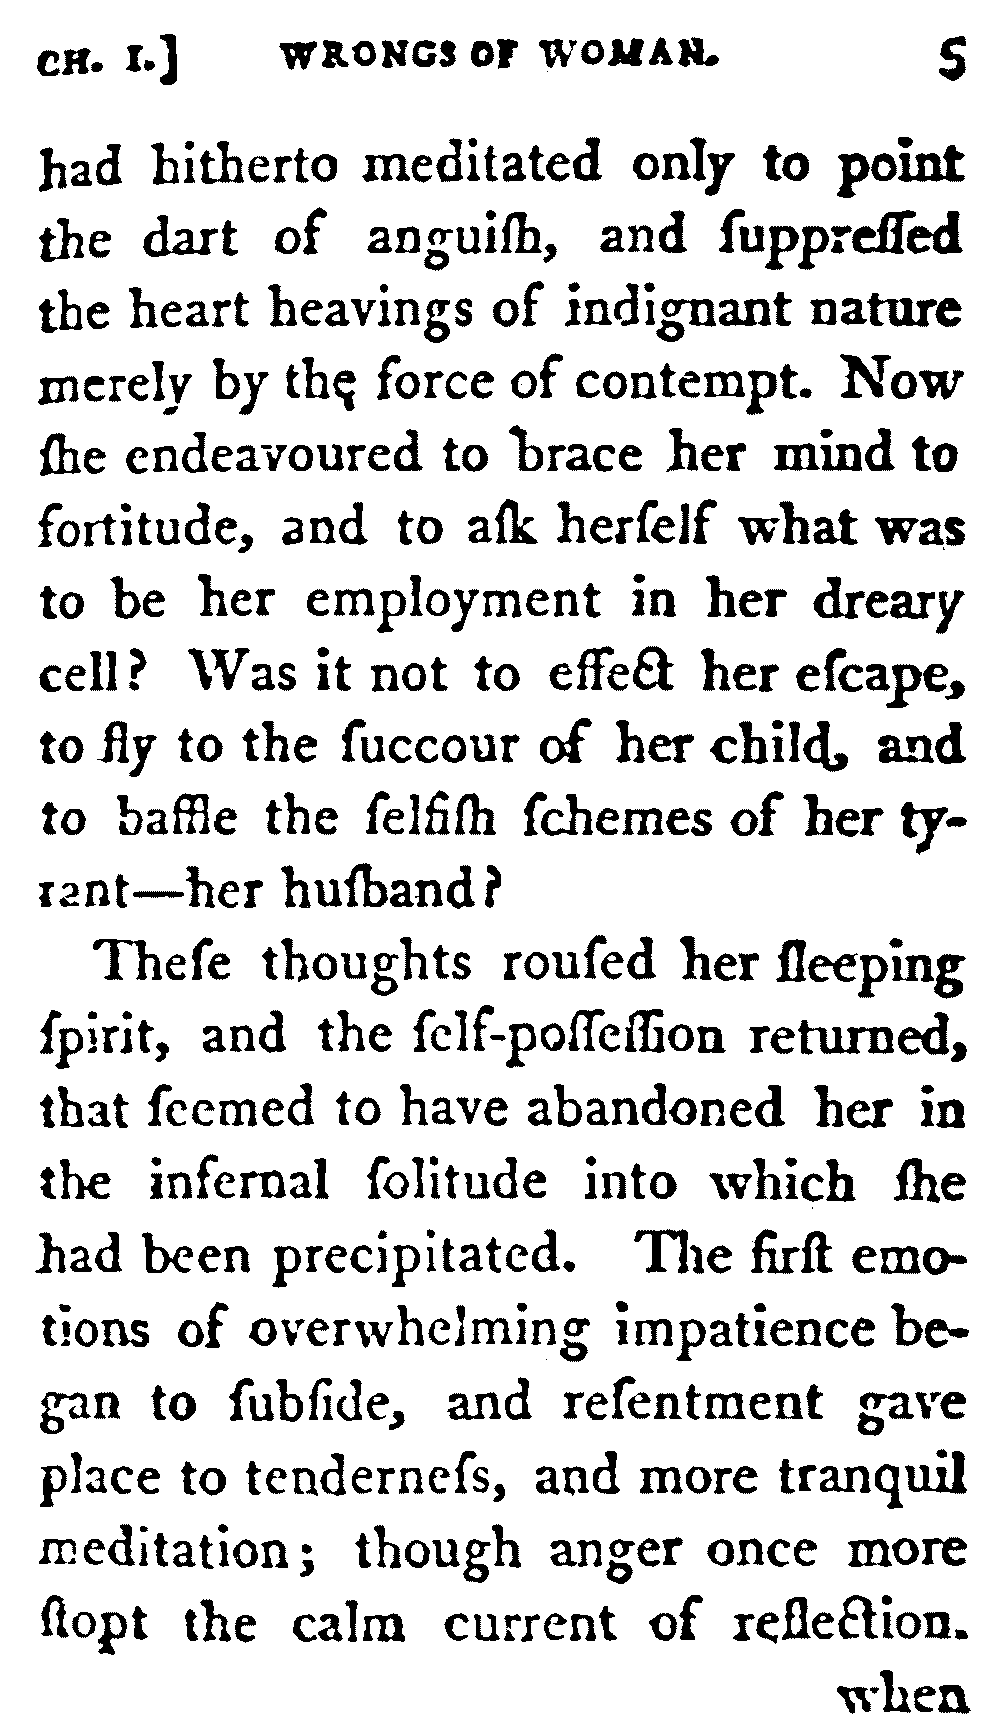 CH. I.] WRONGS OF WOMAN. 5
had hitherto meditated only to point
the dart of anguiſh, and ſuppreſſed
the heart heavings of indignant nature
merely by the force of contempt. Now
ſhe endeavoured to brace her mind to
fortitude, and to aſk herſelf what was
to be her employment in her dreary
cell? Was it not to effect her eſcape,
to fly to the ſuccour of her child, and
to baffle the ſelfiſh ſchemes of her ty-
rant—her huſband?
Theſe thoughts rouſed her ſleeping
ſpirit, and the ſelf-poſſeſſion returned,
that ſeemed to have abandoned her in
the infernal ſolitude into which ſhe
had been precipitated. The firſt emo-
tions of overwhelming impatience be-
gan to ſubſide, and reſentment gave
place to tenderneſs, and more tranquil
meditation; though anger once more
ſtopt the calm current of reflection.
when